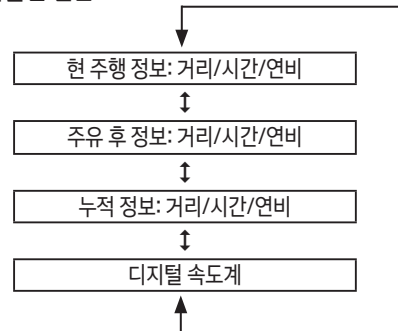 현 주행 정보: 거리/시간/연비
주유 후 정보: 거리/시간/연비
누적 정보: 거리/시간/연비
디지털 속도계